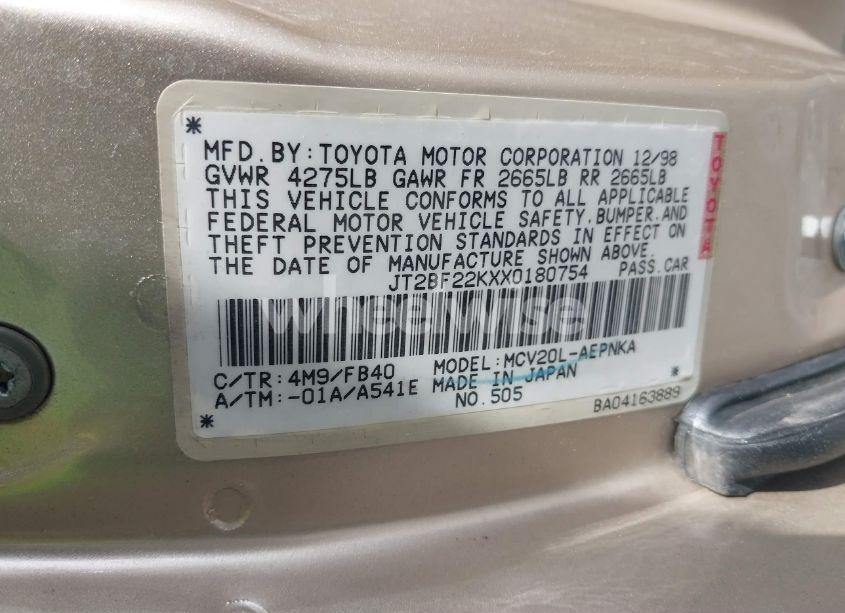 MFD.BY:TOYOTA MOTOR CORPORATION 12/98
GVWR 4275LB GAWR FR 2665LB RR 2665LB
THIS VEHICLE CONFORMS TO ALL APPLICABLE
FEDERAL MOTOR VEHICLE SAFETY,BUMPER,AND
THEFT PREVENTION STANDARDS IN EFFECT ON
THE DATE OF MANUFACTURE SHOWN ABOVE.
JT2BF22KXX0180754 PASS.CAR
TOYOTA
wheelwise
C/TR:4M9/FB40 MODEL:MCV20L-AEPNKA
A/TM:-01A/A541E MADE IN JAPAN
NO.505
BA04163889